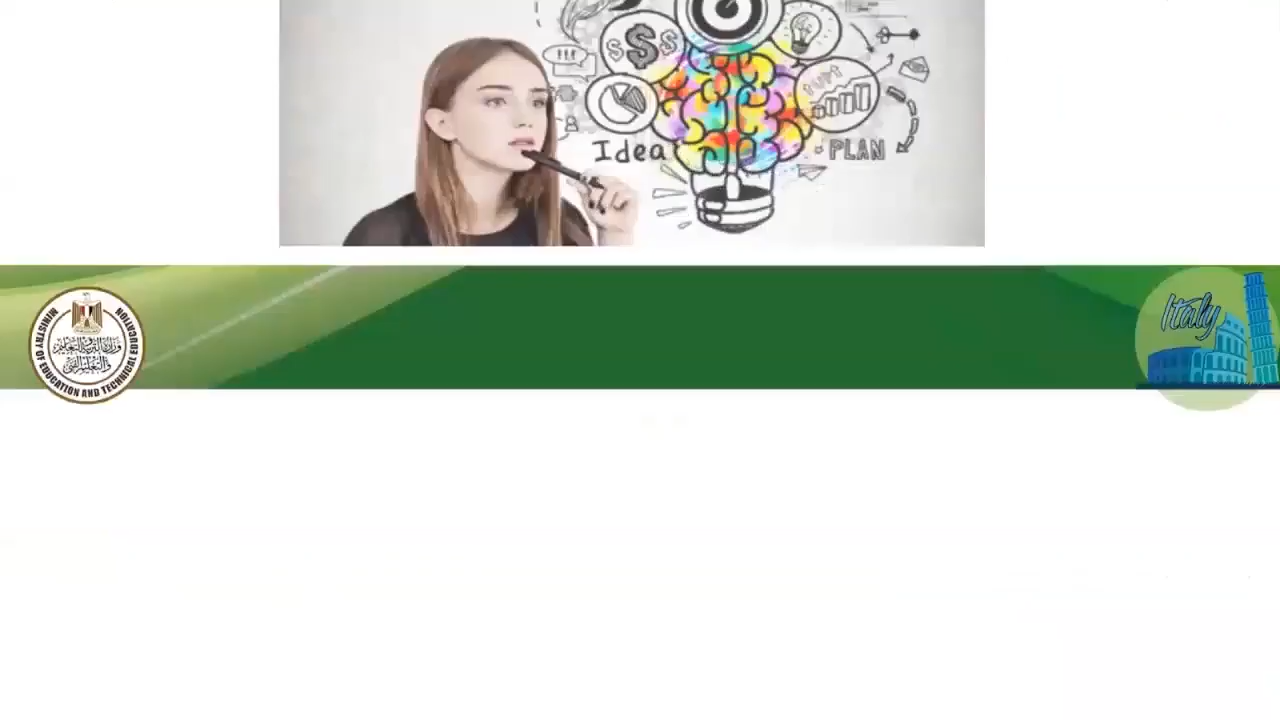 Idea
PLAN
MINISTRY OF EDUCATION AND TECHNICAL EDUCATION
وزارة التربية والتعليم
والتعليم الفني
Italy